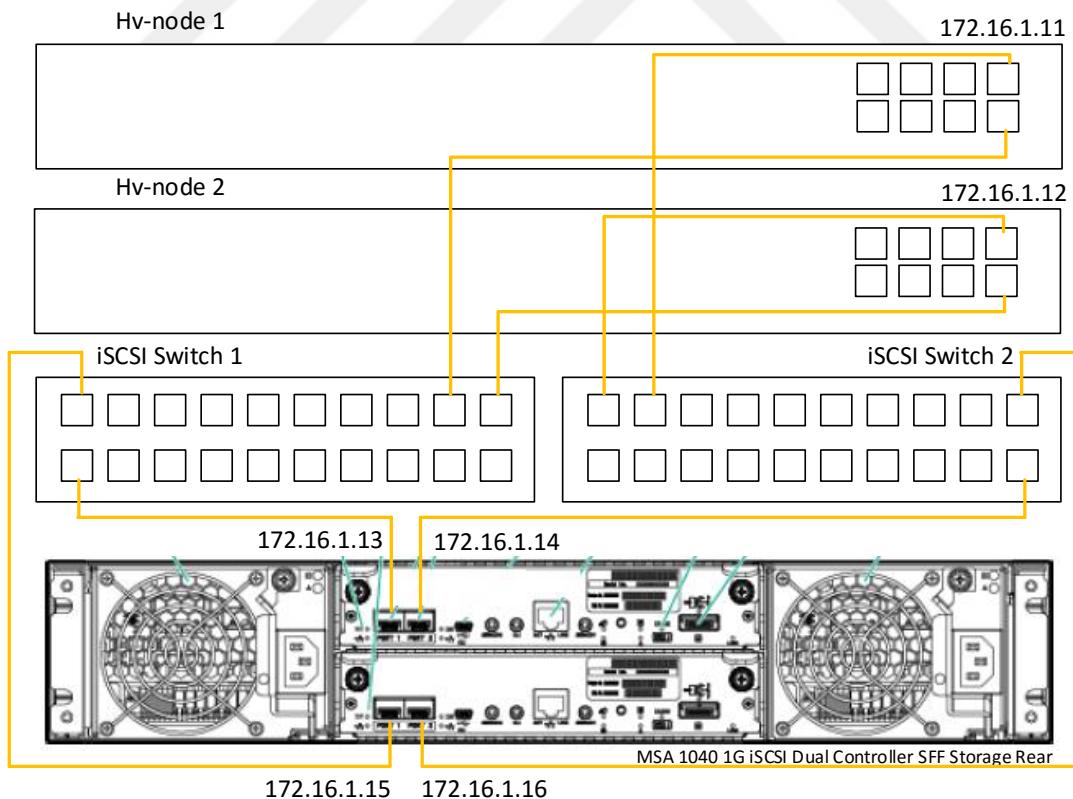 Hv-node 1
172.16.1.11
Hv-node 2
172.16.1.12
iSCSI Switch 1
iSCSI Switch 2
172.16.1.13
172.16.1.14
PORT 1
MSA 1040 1G iSCSI Dual Controller SFF Storage Rear
172.16.1.15
172.16.1.16